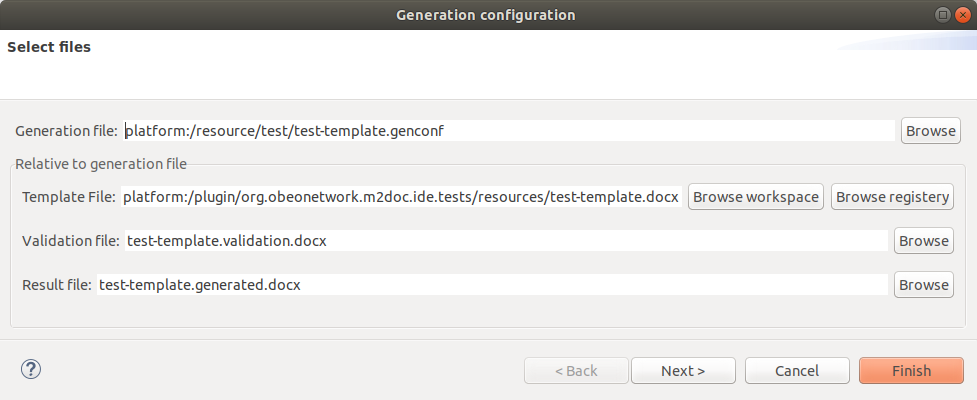 Generation configuration
Select files
Generation file: platform:/resource/test/test-template.genconf Browse
Relative to generation file
Template File: platform:/plugin/org.obeonetwork.m2doc.ide.tests/resources/test-template.docx Browse workspace Browse registery
Validation file: test-template.validation.docx Browse
Result file: test-template.generated.docx Browse
? < Back Next > Cancel Finish